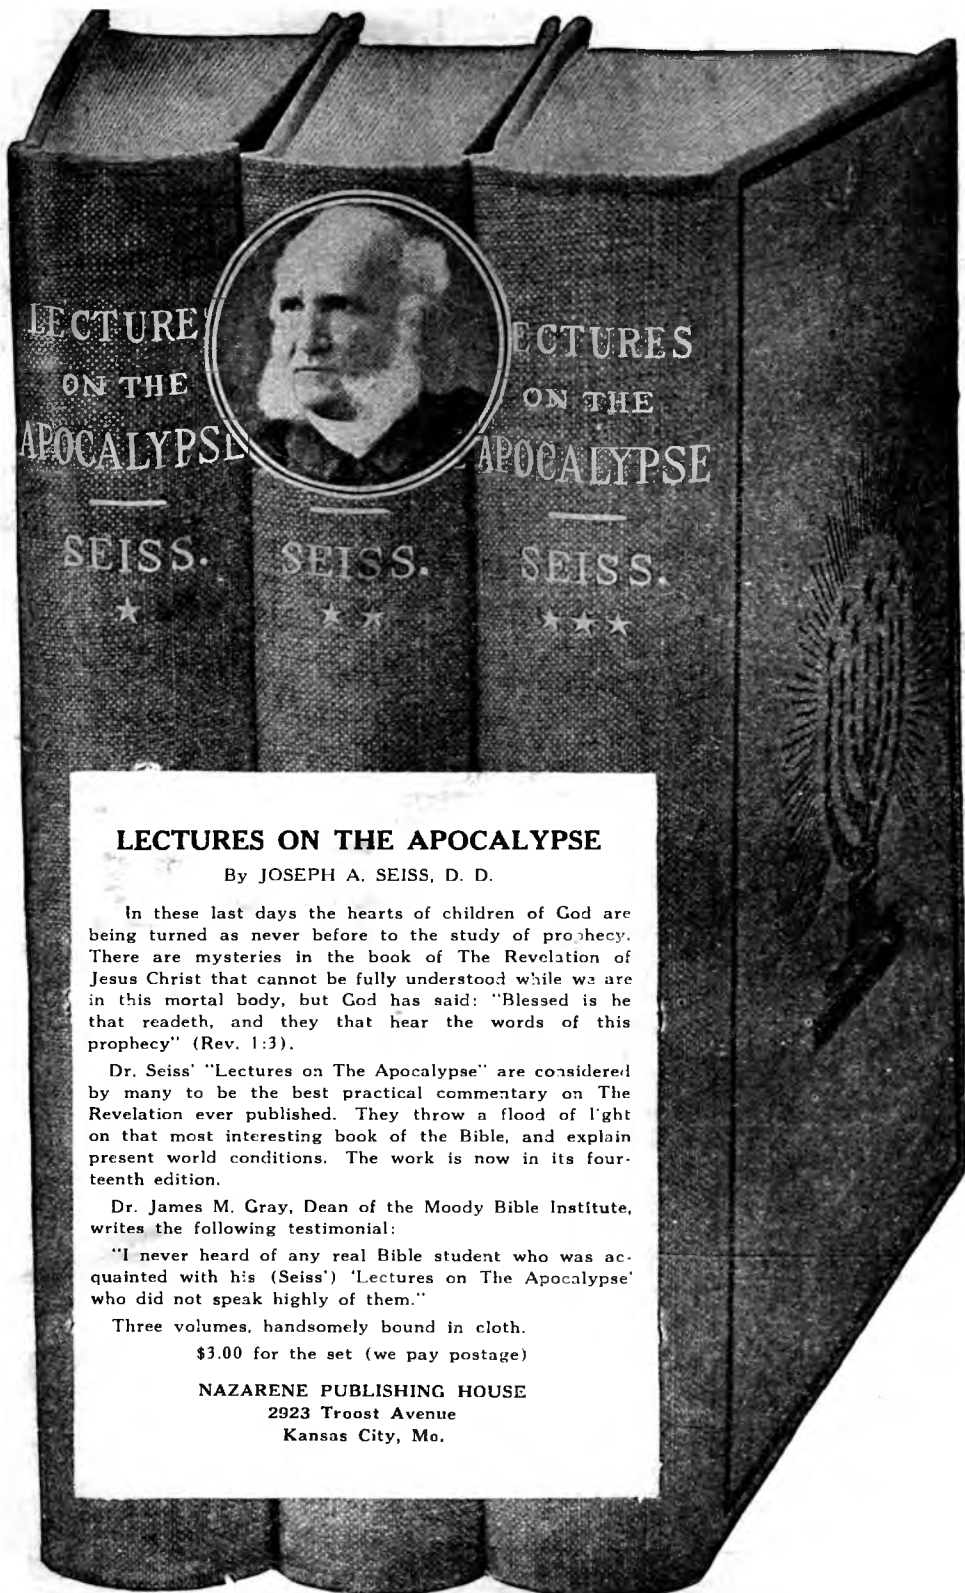 LECTURE
ON THE
APOCALYPSE
SEISS.
SEISS.
ECTURES
ON THE
APOCALYPSE
SEISS.
LECTURES ON THE APOCALYPSE
By JOSEPH A. SEISS, D. D.
In these last days the hearts of children of God are
being turned as never before to the study of prophecy.
There are mysteries in the book of The Revelation of
Jesus Christ that cannot be fully understood while we are
in this mortal body, but God has said: "Blessed is he
that readeth, and they that hear the words of this
prophecy" (Rev. 1:3).
Dr. Seiss' "Lectures on The Apocalypse" are considered
by many to be the best practical commentary on The
Revelation ever published. They throw a flood of l'ght
on that most interesting book of the Bible, and explain
present world conditions. The work is now in its four-
teenth edition.
Dr. James M. Gray, Dean of the Moody Bible Institute,
writes the following testimonial:
"I never heard of any real Bible student who was ac-
quainted with his (Seiss') 'Lectures on The Apocalypse'
who did not speak highly of them."
Three volumes, handsomely bound in cloth.
$3.00 for the set (we pay postage)
NAZARENE PUBLISHING HOUSE
2923 Troost Avenue
Kansas City, Mo.